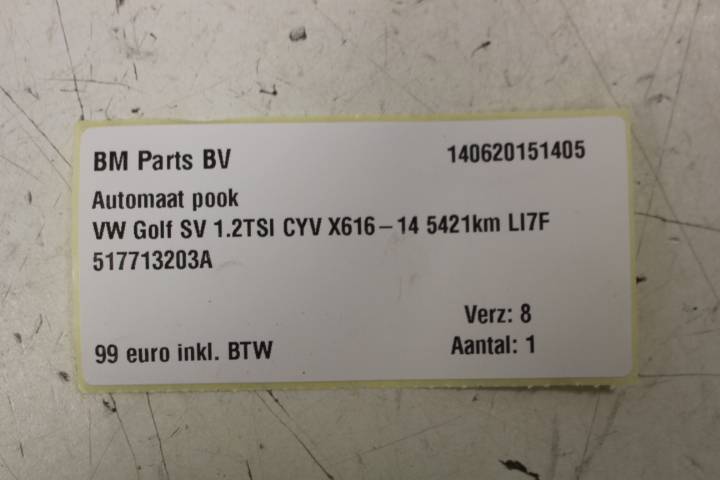 BM Parts BV 140620151405
Automaat pook
VW Golf SV 1.2TSI CYV X616-14 5421km LI7F
517713203A
Verz: 8
99 euro inkl. BTW Aantal: 1